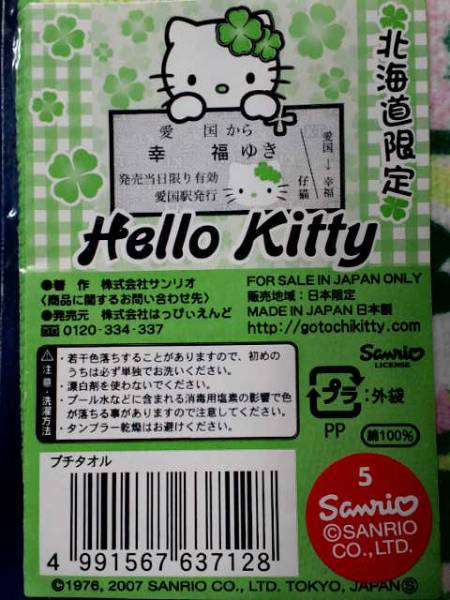 北海道限定
愛国から
幸福ゆき
発売当日限り有効
愛国駅発行
愛国→幸福
仔猫
Hello Kitty
●著作 株式会社サンリオ
〈商品に関するお問い合わせ先〉
●発売元 株式会社はっぴぃえんど
☎0120-334-337
FOR SALE IN JAPAN ONLY
販売地域：日本限定
MADE IN JAPAN 日本製
http://gotochikitty.com
⚠注意・洗濯方法
・若干色落ちすることがありますので、初めの
うちは必ず単独でお洗いください。
・漂白剤を使わないでください。
・プール水などに含まれる消毒用塩素の影響で色
が落ちる事がありますので注意してください。
・タンブラー乾燥はお避けください。
Sanrio
LICENSE
プラ：外袋
PP
綿100%
プチタオル
4 991567 637128
5
Sanrio
©SANRIO
CO.,LTD.
©1976, 2007 SANRIO CO., LTD. TOKYO, JAPAN Ⓢ